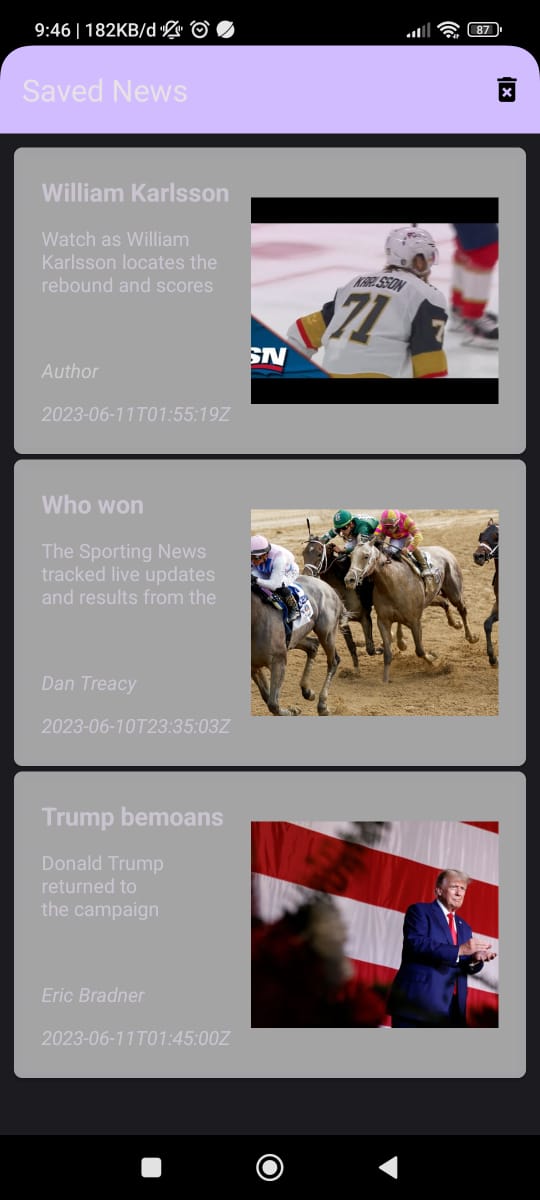 9:46 | 182KB/d
87
Saved News
William Karlsson
Watch as William
Karlsson locates the
rebound and scores
Author
2023-06-11T01:55:19Z
KARLSSON
71
7
SN
Who won
The Sporting News
tracked live updates
and results from the
Dan Treacy
2023-06-10T23:35:03Z
Trump bemoans
Donald Trump
returned to
the campaign
Eric Bradner
2023-06-11T01:45:00Z